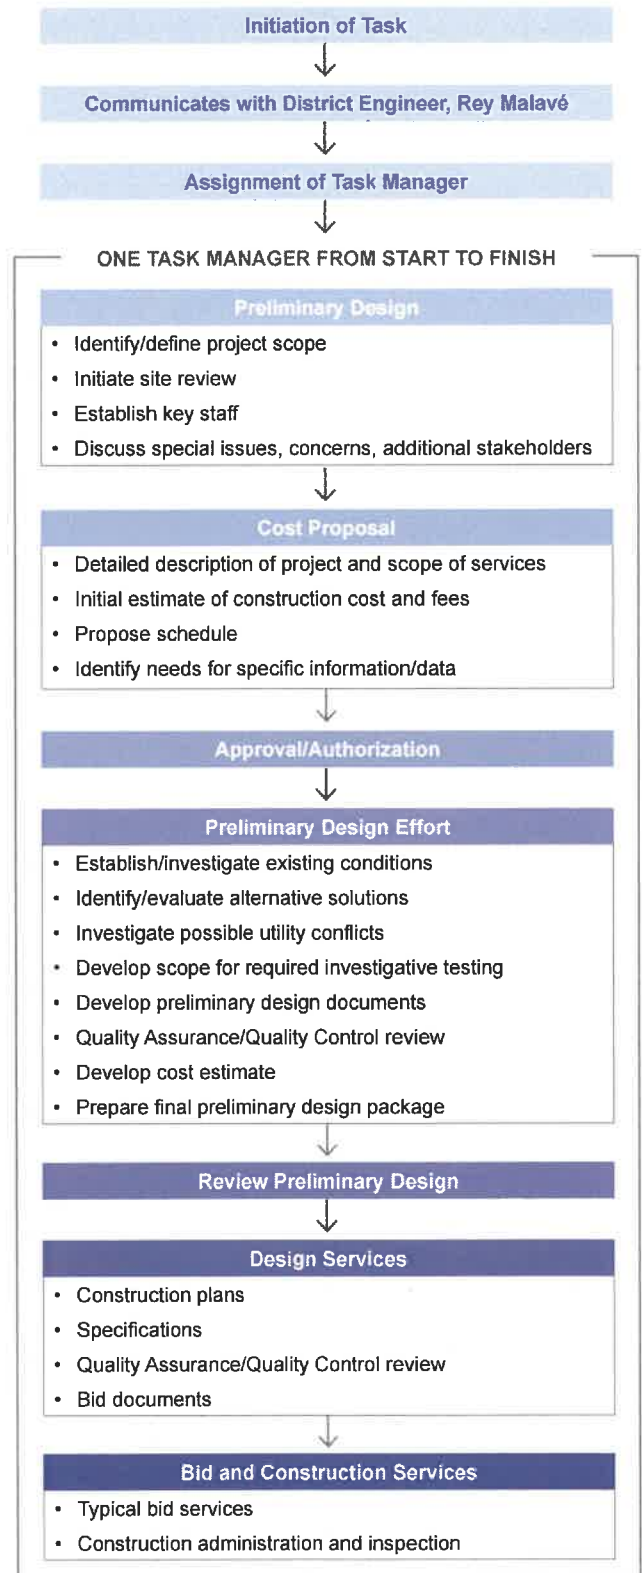 Initiation of Task
Communicates with District Engineer, Rey Malavé
Assignment of Task Manager
ONE TASK MANAGER FROM START TO FINISH
Preliminary Design
• Identify/define project scope
• Initiate site review
• Establish key staff
• Discuss special issues, concerns, additional stakeholders
Cost Proposal
• Detailed description of project and scope of services
• Initial estimate of construction cost and fees
• Propose schedule
• Identify needs for specific information/data
Approval/Authorization
Preliminary Design Effort
• Establish/investigate existing conditions
• Identify/evaluate alternative solutions
• Investigate possible utility conflicts
• Develop scope for required investigative testing
• Develop preliminary design documents
• Quality Assurance/Quality Control review
• Develop cost estimate
• Prepare final preliminary design package
Review Preliminary Design
Design Services
• Construction plans
• Specifications
• Quality Assurance/Quality Control review
• Bid documents
Bid and Construction Services
• Typical bid services
• Construction administration and inspection